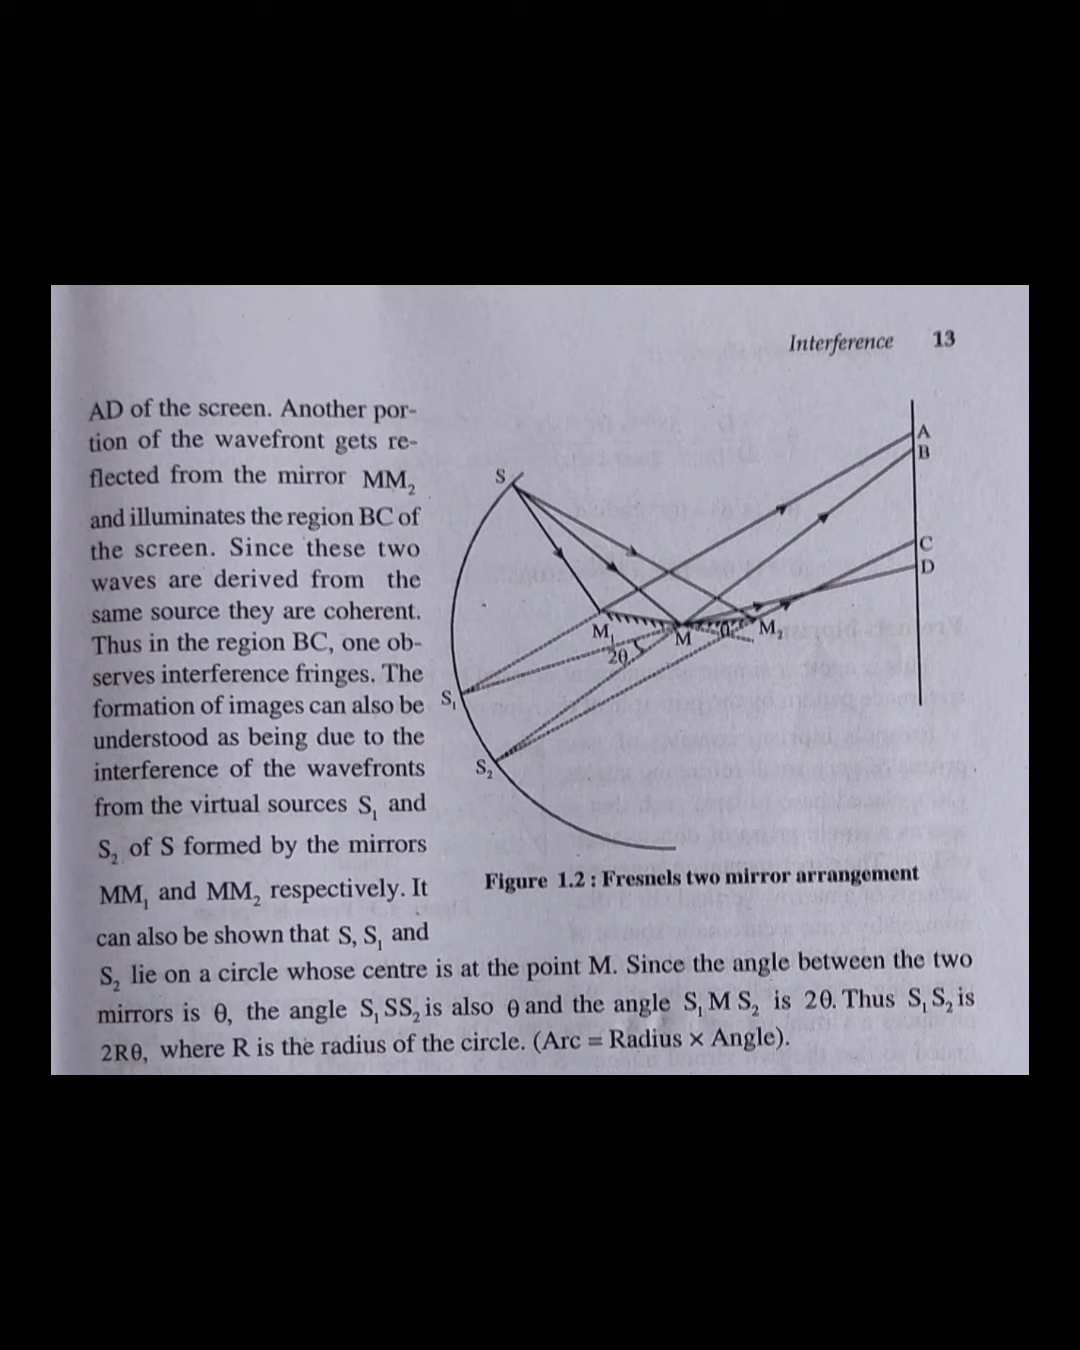 Interference 13
AD of the screen. Another por-
tion of the wavefront gets re-
flected from the mirror MM₂
and illuminates the region BC of
the screen. Since these two
waves are derived from the
same source they are coherent.
Thus in the region BC, one ob-
serves interference fringes. The
formation of images can also be
understood as being due to the
interference of the wavefronts
from the virtual sources S₁ and
S₂ of S formed by the mirrors
MM₁ and MM₂ respectively. It
can also be shown that S, S₁ and
S₂ lie on a circle whose centre is at the point M. Since the angle between the two
mirrors is θ, the angle S₁SS₂ is also θ and the angle S₁ M S₂ is 2θ. Thus S₁ S₂ is
2Rθ, where R is the radius of the circle. (Arc = Radius × Angle).
A
B
S
C
D
M₁
M
θ
M₂
2θ
S₁
S₂
Figure 1.2 : Fresnels two mirror arrangement